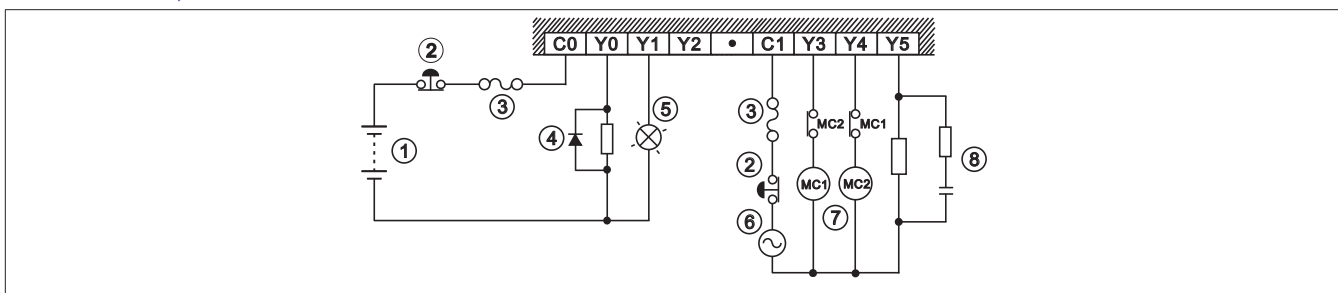 C0 Y0 Y1 Y2 • C1 Y3 Y4 Y5
②
③
①
④
⑤
③
②
⑥
MC2
MC1
MC1
MC2
⑦
⑧